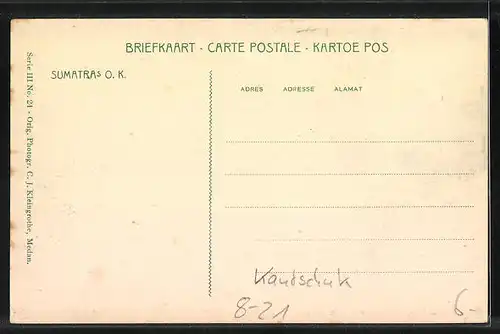 BRIEFKAART · CARTE POSTALE · KARTOE POS
SUMATRAS O. K.
ADRES ADRESSE ALAMAT
Serie III. No. 21 · Orig. Photogr. C. J. Kleingrothe, Medan.
Kautschuk
8-21
6.-